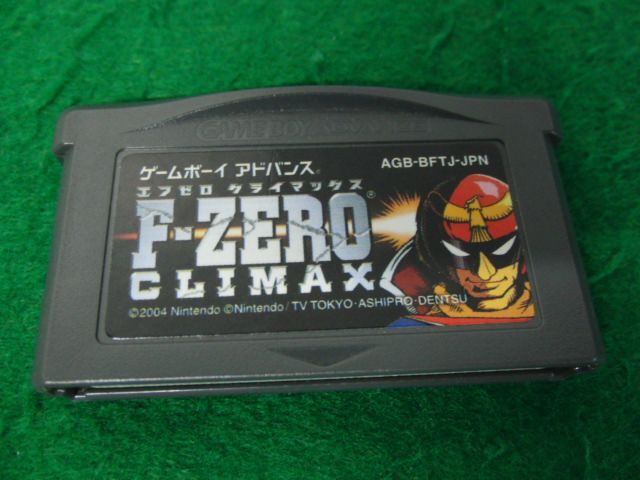 GAME BOY ADVANCE
ゲームボーイ アドバンス®
AGB-BFTJ-JPN
エフゼロ クライマックス
F-ZERO®
CLIMAX
©2004 Nintendo ©Nintendo/TV TOKYO·ASHIPRO·DENTSU